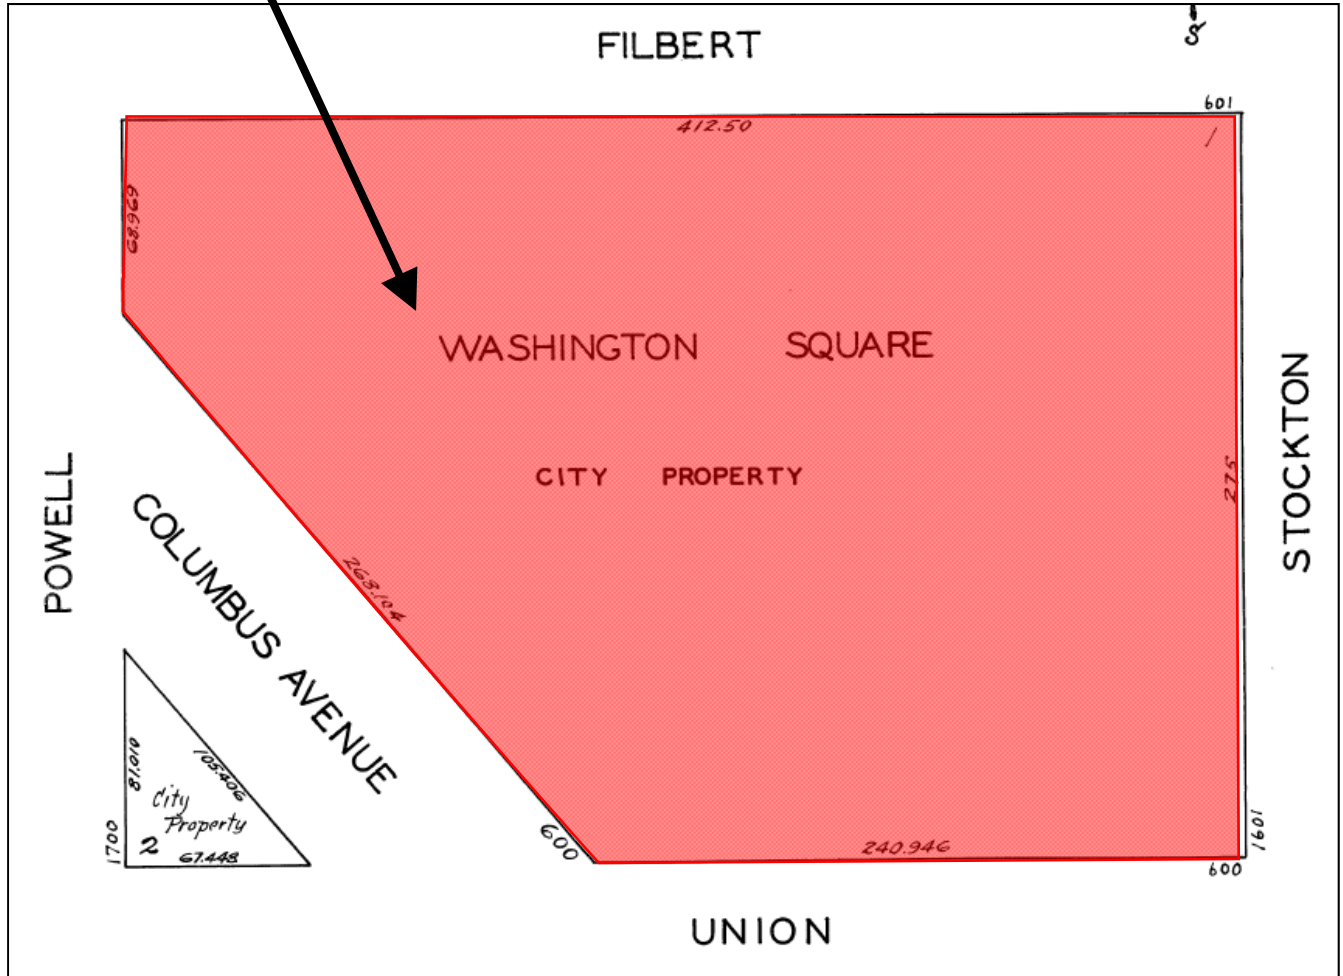 FILBERT
601
412.50
1
68.969
WASHINGTON SQUARE
CITY PROPERTY
POWELL
COLUMBUS AVENUE
STOCKTON
275
268.104
81.010
105.406
City
Property
2
1700
67.448
600
240.946
1601
600
UNION